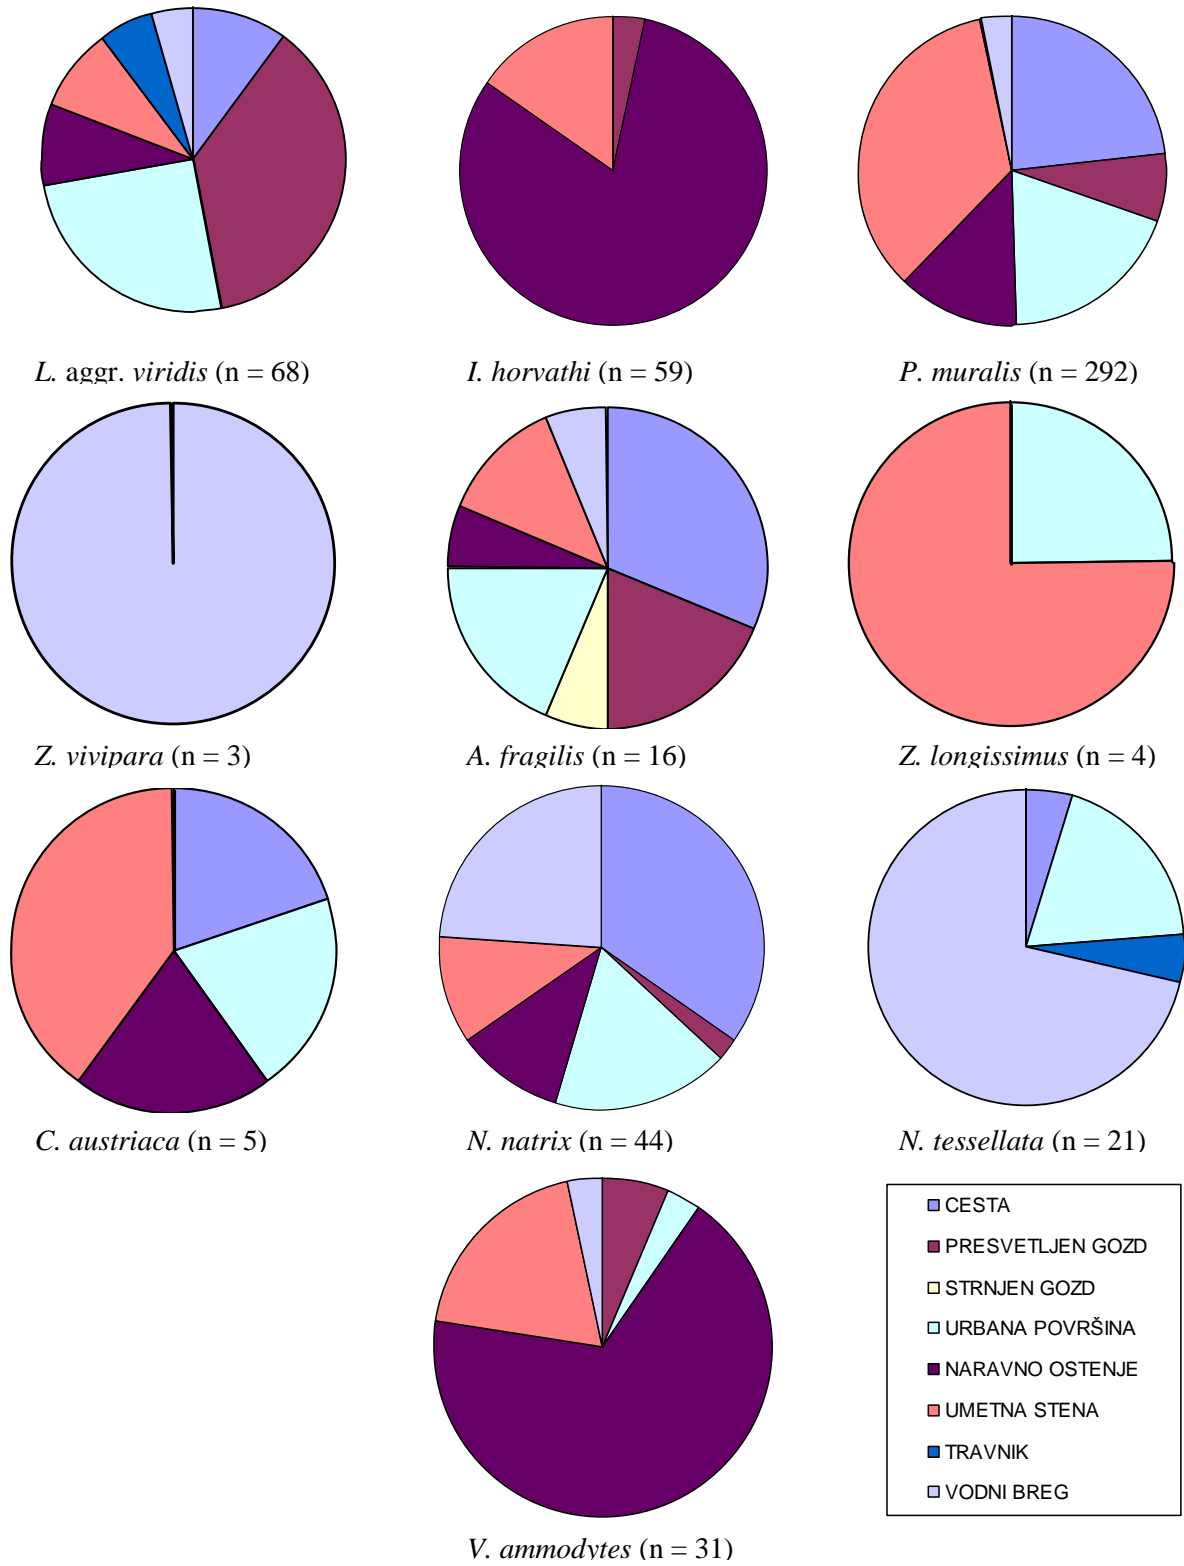 L. aggr. viridis (n = 68)
I. horvathi (n = 59)
P. muralis (n = 292)
Z. vivipara (n = 3)
A. fragilis (n = 16)
Z. longissimus (n = 4)
C. austriaca (n = 5)
N. natrix (n = 44)
N. tessellata (n = 21)
CESTA
PRESVETLJEN GOZD
STRNJEN GOZD
URBANA POVRŠINA
NARAVNO OSTENJE
UMETNA STENA
TRAVNIK
VODNI BREG
V. ammodytes (n = 31)